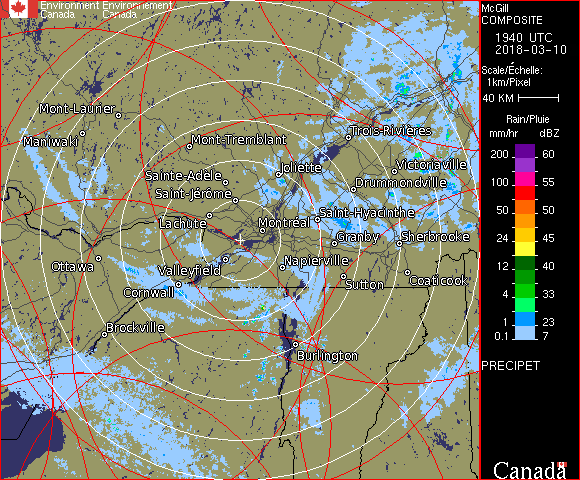 Environment Environnement
Canada Canada
McGill
COMPOSITE
1940 UTC
2018-03-10
Scale/Échelle:
1km/Pixel
40 KM
Rain/Pluie
mm/hr dBZ
200 60
100 55
50 50
24 45
12 40
4 33
1 23
0.1 7
PRECIPET
Canada
Mont-Laurier
Maniwaki
Mont-Tremblant
Trois-Rivières
Joliette
Victoriaville
Sainte-Adèle
Drummondville
Saint-Jérôme
Lachute
Saint-Hyacinthe
Montréal
Granby
Sherbrooke
Ottawa
Valleyfield
Napierville
Cornwall
Sutton
Coaticook
Brockville
Burlington